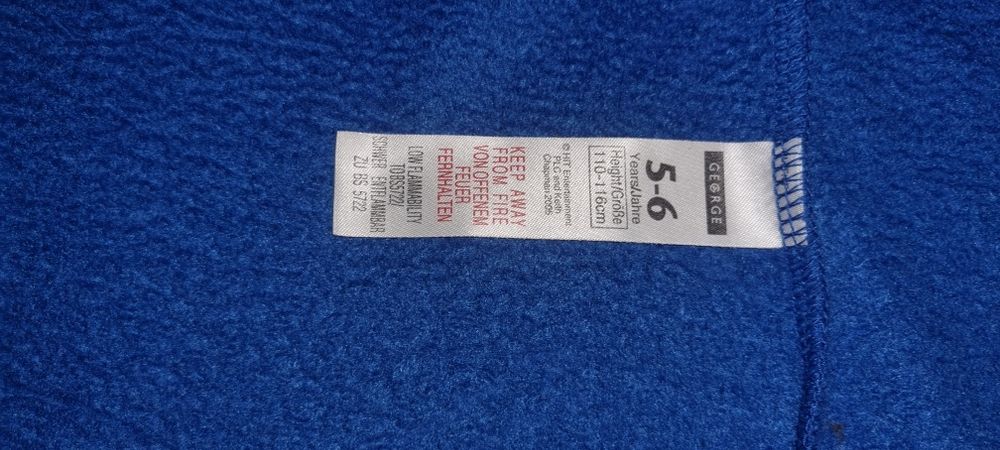 GEORGE
5-6
Years/Jahre
Height/Größe
110-116cm
© HIT Entertainment
PLC and Keith
Chapman 2005
KEEP AWAY
FROM FIRE
VON OFFENEM
FEUER
FERNHALTEN
LOW FLAMMABILITY
TO BS5722/
SCHWER ENTFLAMMBAR
ZU BS 5722